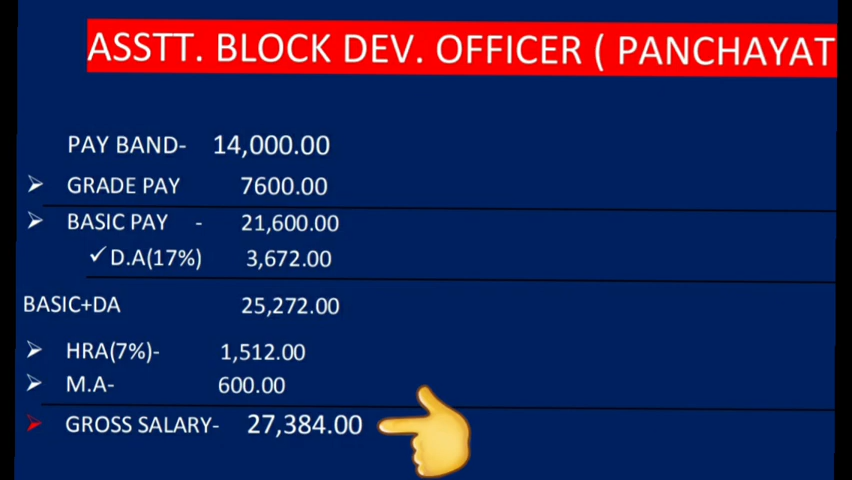 ASSTT. BLOCK DEV. OFFICER ( PANCHAYAT
PAY BAND- 14,000.00
➢ GRADE PAY 7600.00
➢ BASIC PAY - 21,600.00
✓ D.A(17%) 3,672.00
BASIC+DA 25,272.00
➢ HRA(7%)- 1,512.00
➢ M.A- 600.00
➢ GROSS SALARY- 27,384.00